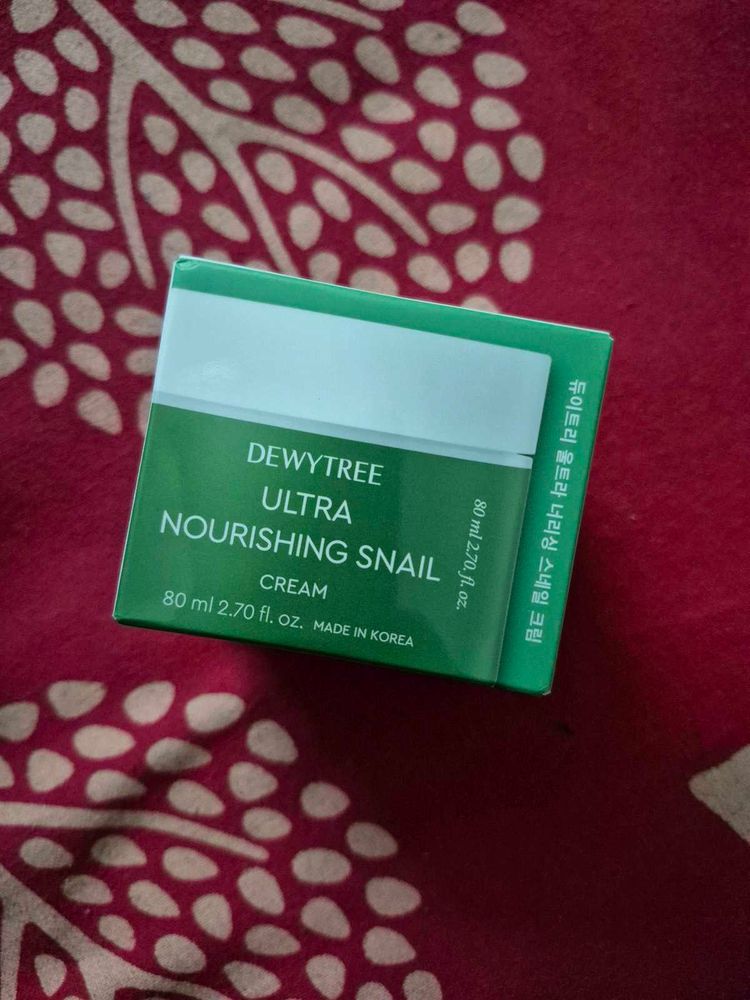 DEWYTREE
ULTRA
NOURISHING SNAIL
CREAM
80 ml 2.70 fl. oz. MADE IN KOREA
80 ml 2.70 fl. oz.
듀이트리 울트라 너리싱 스네일 크림